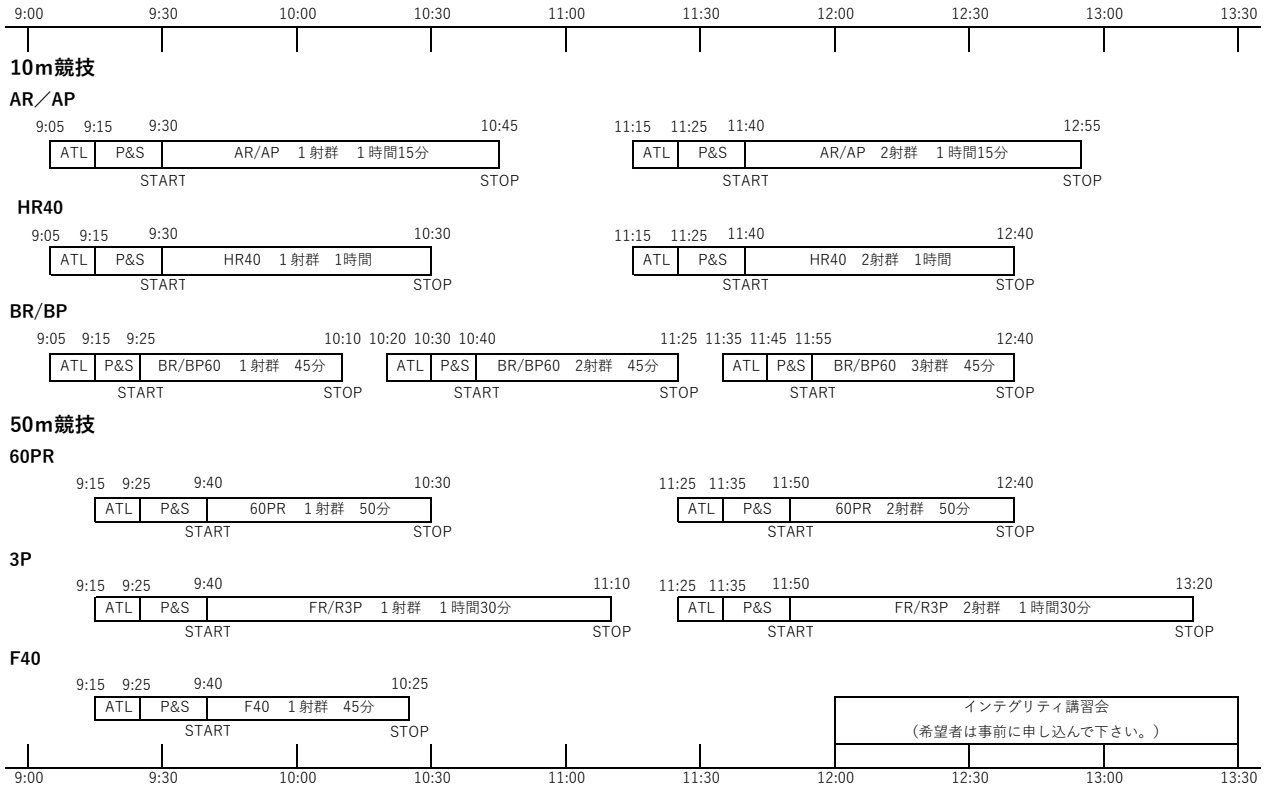 9:00 9:30 10:00 10:30 11:00 11:30 12:00 12:30 13:00 13:30
10m競技
AR／AP
9:05 9:15 9:30 10:45 11:15 11:25 11:40 12:55
ATL P&S AR/AP　１射群　１時間15分 ATL P&S AR/AP　2射群　１時間15分
START STOP START STOP
HR40
9:05 9:15 9:30 10:30 11:15 11:25 11:40 12:40
ATL P&S HR40　１射群　1時間 ATL P&S HR40　2射群　1時間
START STOP START STOP
BR/BP
9:05 9:15 9:25 10:10 10:20 10:30 10:40 11:25 11:35 11:45 11:55 12:40
ATL P&S BR/BP60　１射群　45分 ATL P&S BR/BP60　2射群　45分 ATL P&S BR/BP60　3射群　45分
START STOP START STOP START STOP
50m競技
60PR
9:15 9:25 9:40 10:30 11:25 11:35 11:50 12:40
ATL P&S 60PR　１射群　50分 ATL P&S 60PR　2射群　50分
START STOP START STOP
3P
9:15 9:25 9:40 11:10 11:25 11:35 11:50 13:20
ATL P&S FR/R3P　１射群　１時間30分 ATL P&S FR/R3P　2射群　１時間30分
START STOP START STOP
F40
9:15 9:25 9:40 10:25
ATL P&S F40　１射群　45分 インテグリティ講習会
START STOP （希望者は事前に申し込んで下さい。）
9:00 9:30 10:00 10:30 11:00 11:30 12:00 12:30 13:00 13:30